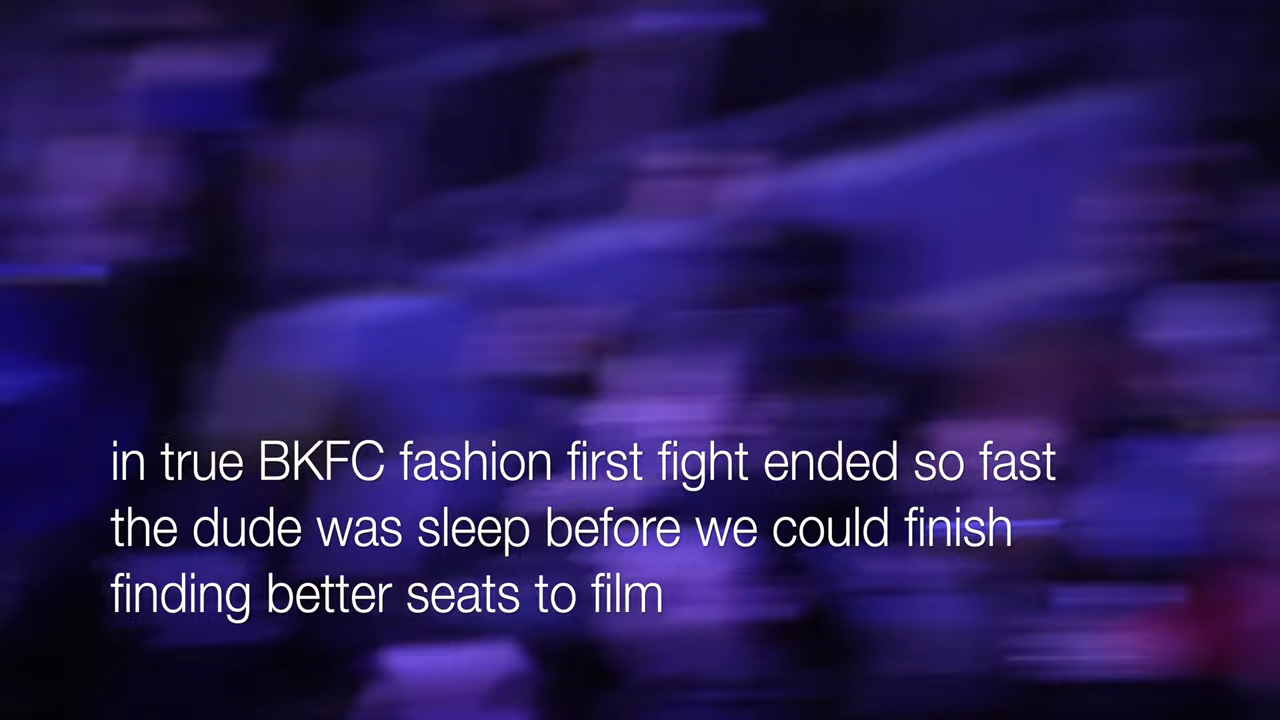 in true BKFC fashion first fight ended so fast
the dude was sleep before we could finish
finding better seats to film